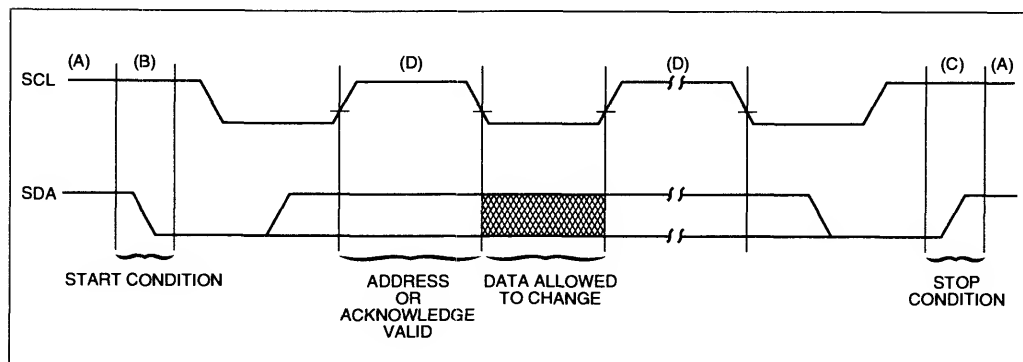 (A) (B) (D) (D) (C) (A)
SCL
SDA
START CONDITION
ADDRESS
OR
ACKNOWLEDGE
VALID
DATA ALLOWED
TO CHANGE
STOP
CONDITION